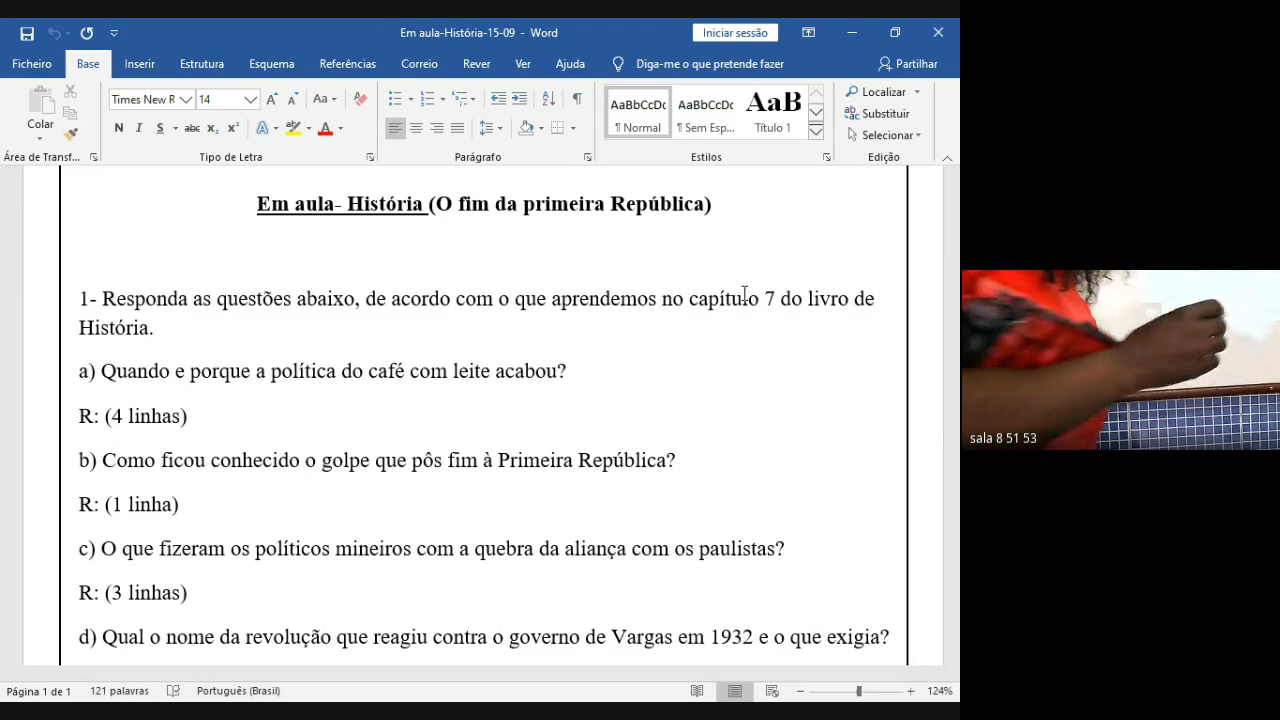 Em aula-História-15-09 - Word
Iniciar sessão
Ficheiro Base Inserir Estrutura Esquema Referências Correio Rever Ver Ajuda Diga-me o que pretende fazer Partilhar
Times New R 14 Aa
Colar
N I S abc x₂ x² A A
AaBbCcDc AaBbCcDc AaB
¶ Normal ¶ Sem Esp... Título 1
Localizar
Substituir
Selecionar
Área de Transf... Tipo de Letra Parágrafo Estilos Edição
Em aula- História (O fim da primeira República)
1- Responda as questões abaixo, de acordo com o que aprendemos no capítulo 7 do livro de
História.
a) Quando e porque a política do café com leite acabou?
R: (4 linhas)
b) Como ficou conhecido o golpe que pôs fim à Primeira República?
R: (1 linha)
c) O que fizeram os políticos mineiros com a quebra da aliança com os paulistas?
R: (3 linhas)
d) Qual o nome da revolução que reagiu contra o governo de Vargas em 1932 e o que exigia?
Página 1 de 1 121 palavras Português (Brasil) 124%
sala 8 51 53